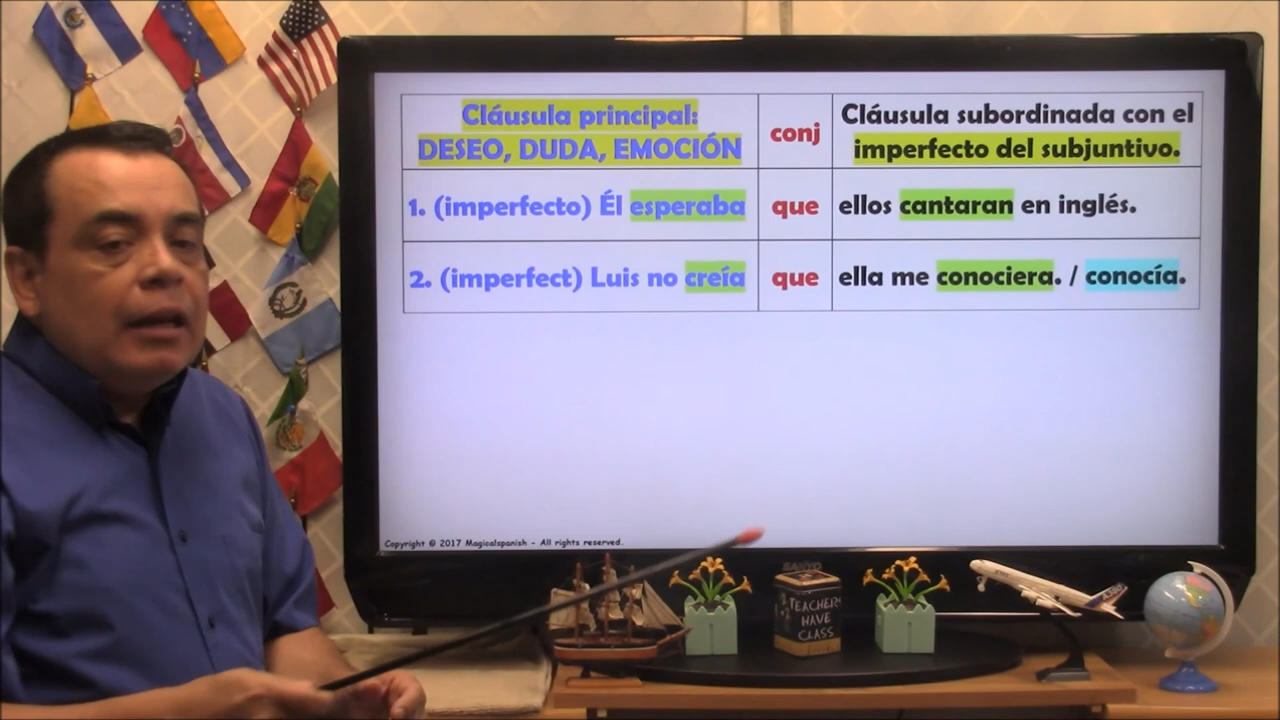 Cláusula principal:
DESEO, DUDA, EMOCIÓN
conj
Cláusula subordinada con el
imperfecto del subjuntivo.
1. (imperfecto) Él esperaba que ellos cantaran en inglés.
2. (imperfect) Luis no creía que ella me conociera. / conocía.
Copyright © 2017 Magicalspanish - All rights reserved.
SANYO
TEACHERS
HAVE
CLASS